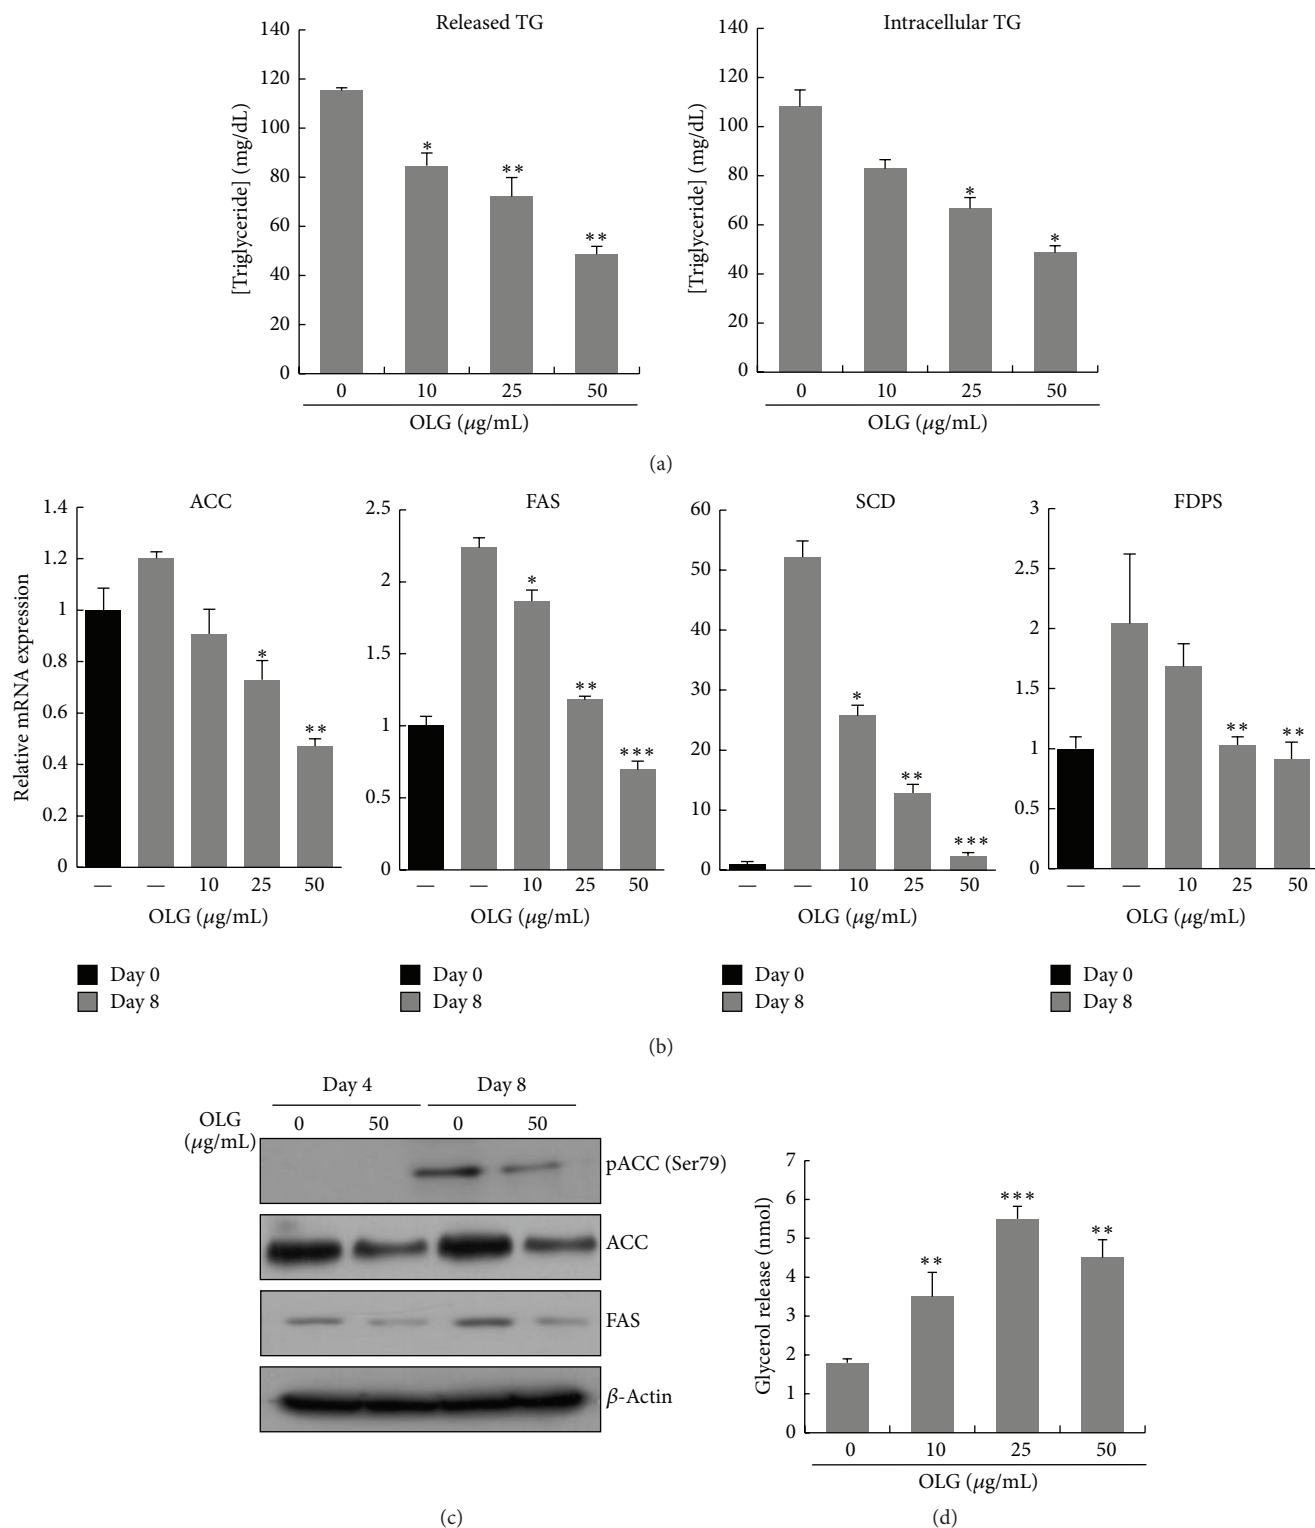 Released TG
[Triglyceride] (mg/dL)
140
120
100
80
60
40
20
0
*
**
**
0 10 25 50
OLG (μg/mL)
Intracellular TG
[Triglyceride] (mg/dL)
140
120
100
80
60
40
20
0
*
*
0 10 25 50
OLG (μg/mL)
(a)
ACC
Relative mRNA expression
1.4
1.2
1
0.8
0.6
0.4
0.2
0
*
**
— — 10 25 50
OLG (μg/mL)
Day 0
Day 8
FAS
2.5
2
1.5
1
0.5
0
*
**
***
— — 10 25 50
OLG (μg/mL)
Day 0
Day 8
SCD
60
50
40
30
20
10
0
*
**
***
— — 10 25 50
OLG (μg/mL)
Day 0
Day 8
FDPS
3
2.5
2
1.5
1
0.5
0
**
**
— — 10 25 50
OLG (μg/mL)
Day 0
Day 8
(b)
Day 4 Day 8
OLG
(μg/mL)
0 50 0 50
pACC (Ser79)
ACC
FAS
β-Actin
(c)
Glycerol release (nmol)
7
6
5
4
3
2
1
0
**
***
**
0 10 25 50
OLG (μg/mL)
(d)